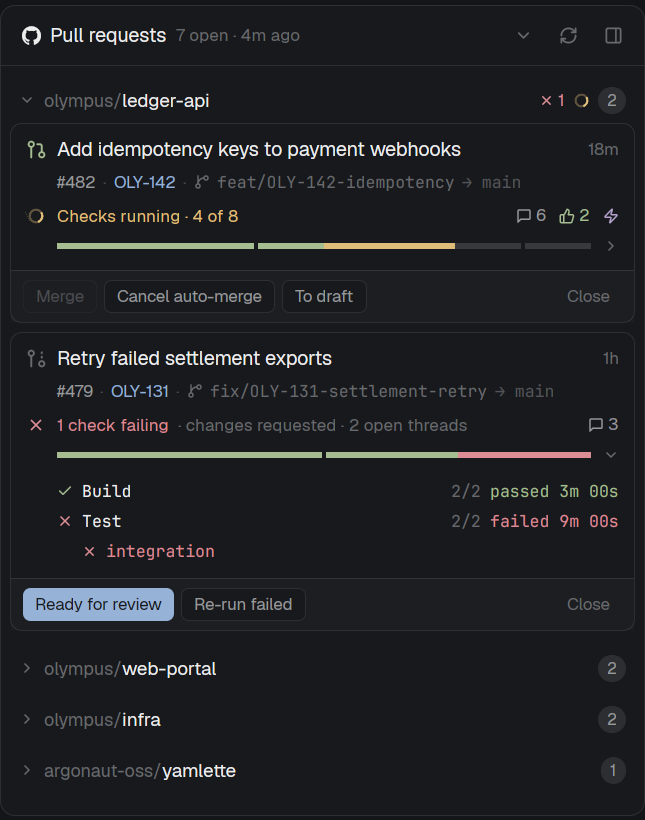 Pull requests 7 open · 4m ago
olympus/ledger-api 1 2
Add idempotency keys to payment webhooks 18m
#482 · OLY-142 · feat/OLY-142-idempotency → main
Checks running · 4 of 8 6 2
Merge Cancel auto-merge To draft Close
Retry failed settlement exports 1h
#479 · OLY-131 · fix/OLY-131-settlement-retry → main
1 check failing · changes requested · 2 open threads 3
Build 2/2 passed 3m 00s
Test 2/2 failed 9m 00s
integration
Ready for review Re-run failed Close
olympus/web-portal 2
olympus/infra 2
argonaut-oss/yamlette 1